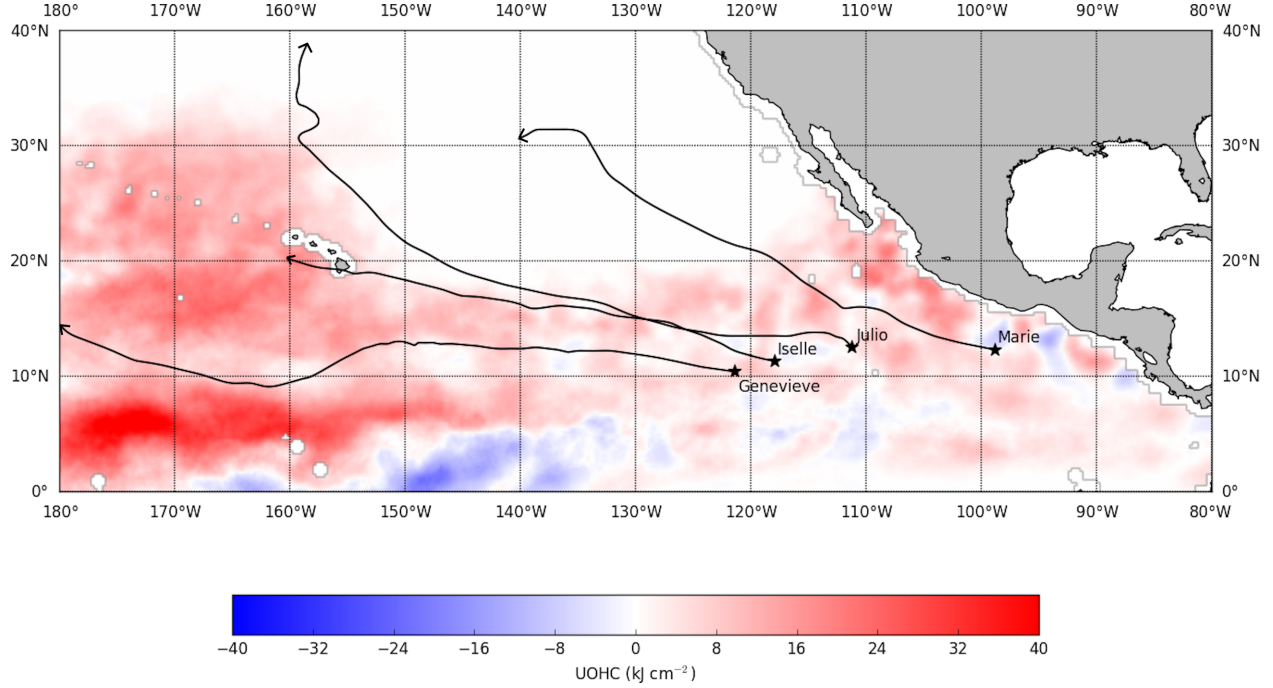 180° 170°W 160°W 150°W 140°W 130°W 120°W 110°W 100°W 90°W 80°W
40°N 40°N
30°N 30°N
20°N 20°N
Julio Marie
Iselle
10°N 10°N
Genevieve
0° 0°
180° 170°W 160°W 150°W 140°W 130°W 120°W 110°W 100°W 90°W 80°W
−40 −32 −24 −16 −8 0 8 16 24 32 40
UOHC (kJ cm⁻²)